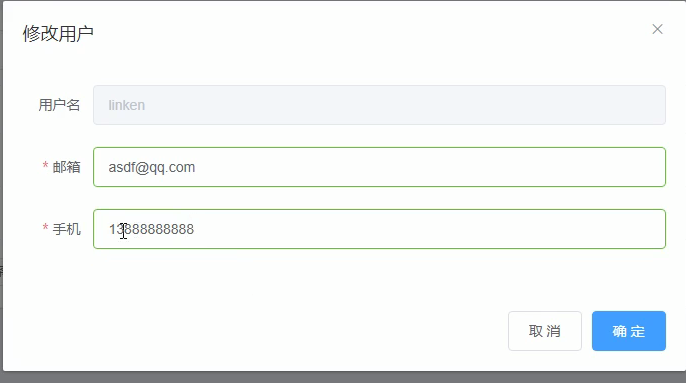 修改用户
用户名 linken
* 邮箱 asdf@qq.com
* 手机 13888888888
取 消 确 定